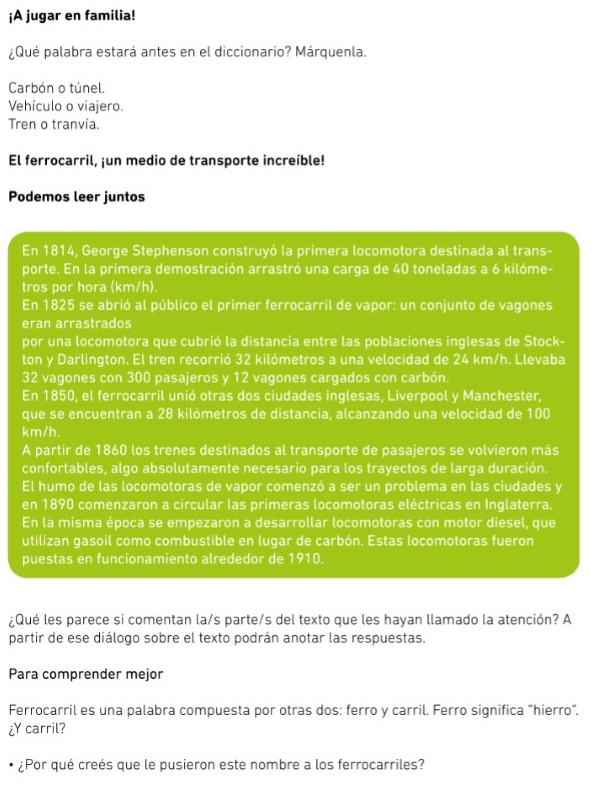 ¡A jugar en familia!
¿Qué palabra estará antes en el diccionario? Márquenla.
Carbón o túnel.
Vehículo o viajero.
Tren o tranvía.
El ferrocarril, ¡un medio de transporte increíble!
Podemos leer juntos
En 1814, George Stephenson construyó la primera locomotora destinada al trans-
porte. En la primera demostración arrastró una carga de 40 toneladas a 6 kilóme-
tros por hora (km/h).
En 1825 se abrió al público el primer ferrocarril de vapor: un conjunto de vagones
eran arrastrados
por una locomotora que cubrió la distancia entre las poblaciones inglesas de Stock-
ton y Darlington. El tren recorrió 32 kilómetros a una velocidad de 24 km/h. Llevaba
32 vagones con 300 pasajeros y 12 vagones cargados con carbón.
En 1850, el ferrocarril unió otras dos ciudades inglesas, Liverpool y Manchester,
que se encuentran a 28 kilómetros de distancia, alcanzando una velocidad de 100
km/h.
A partir de 1860 los trenes destinados al transporte de pasajeros se volvieron más
confortables, algo absolutamente necesario para los trayectos de larga duración.
El humo de las locomotoras de vapor comenzó a ser un problema en las ciudades y
en 1890 comenzaron a circular las primeras locomotoras eléctricas en Inglaterra.
En la misma época se empezaron a desarrollar locomotoras con motor diesel, que
utilizan gasoil como combustible en lugar de carbón. Estas locomotoras fueron
puestas en funcionamiento alrededor de 1910.
¿Qué les parece si comentan la/s parte/s del texto que les hayan llamado la atención? A
partir de ese diálogo sobre el texto podrán anotar las respuestas.
Para comprender mejor
Ferrocarril es una palabra compuesta por otras dos: ferro y carril. Ferro significa "hierro".
¿Y carril?
• ¿Por qué creés que le pusieron este nombre a los ferrocarriles?